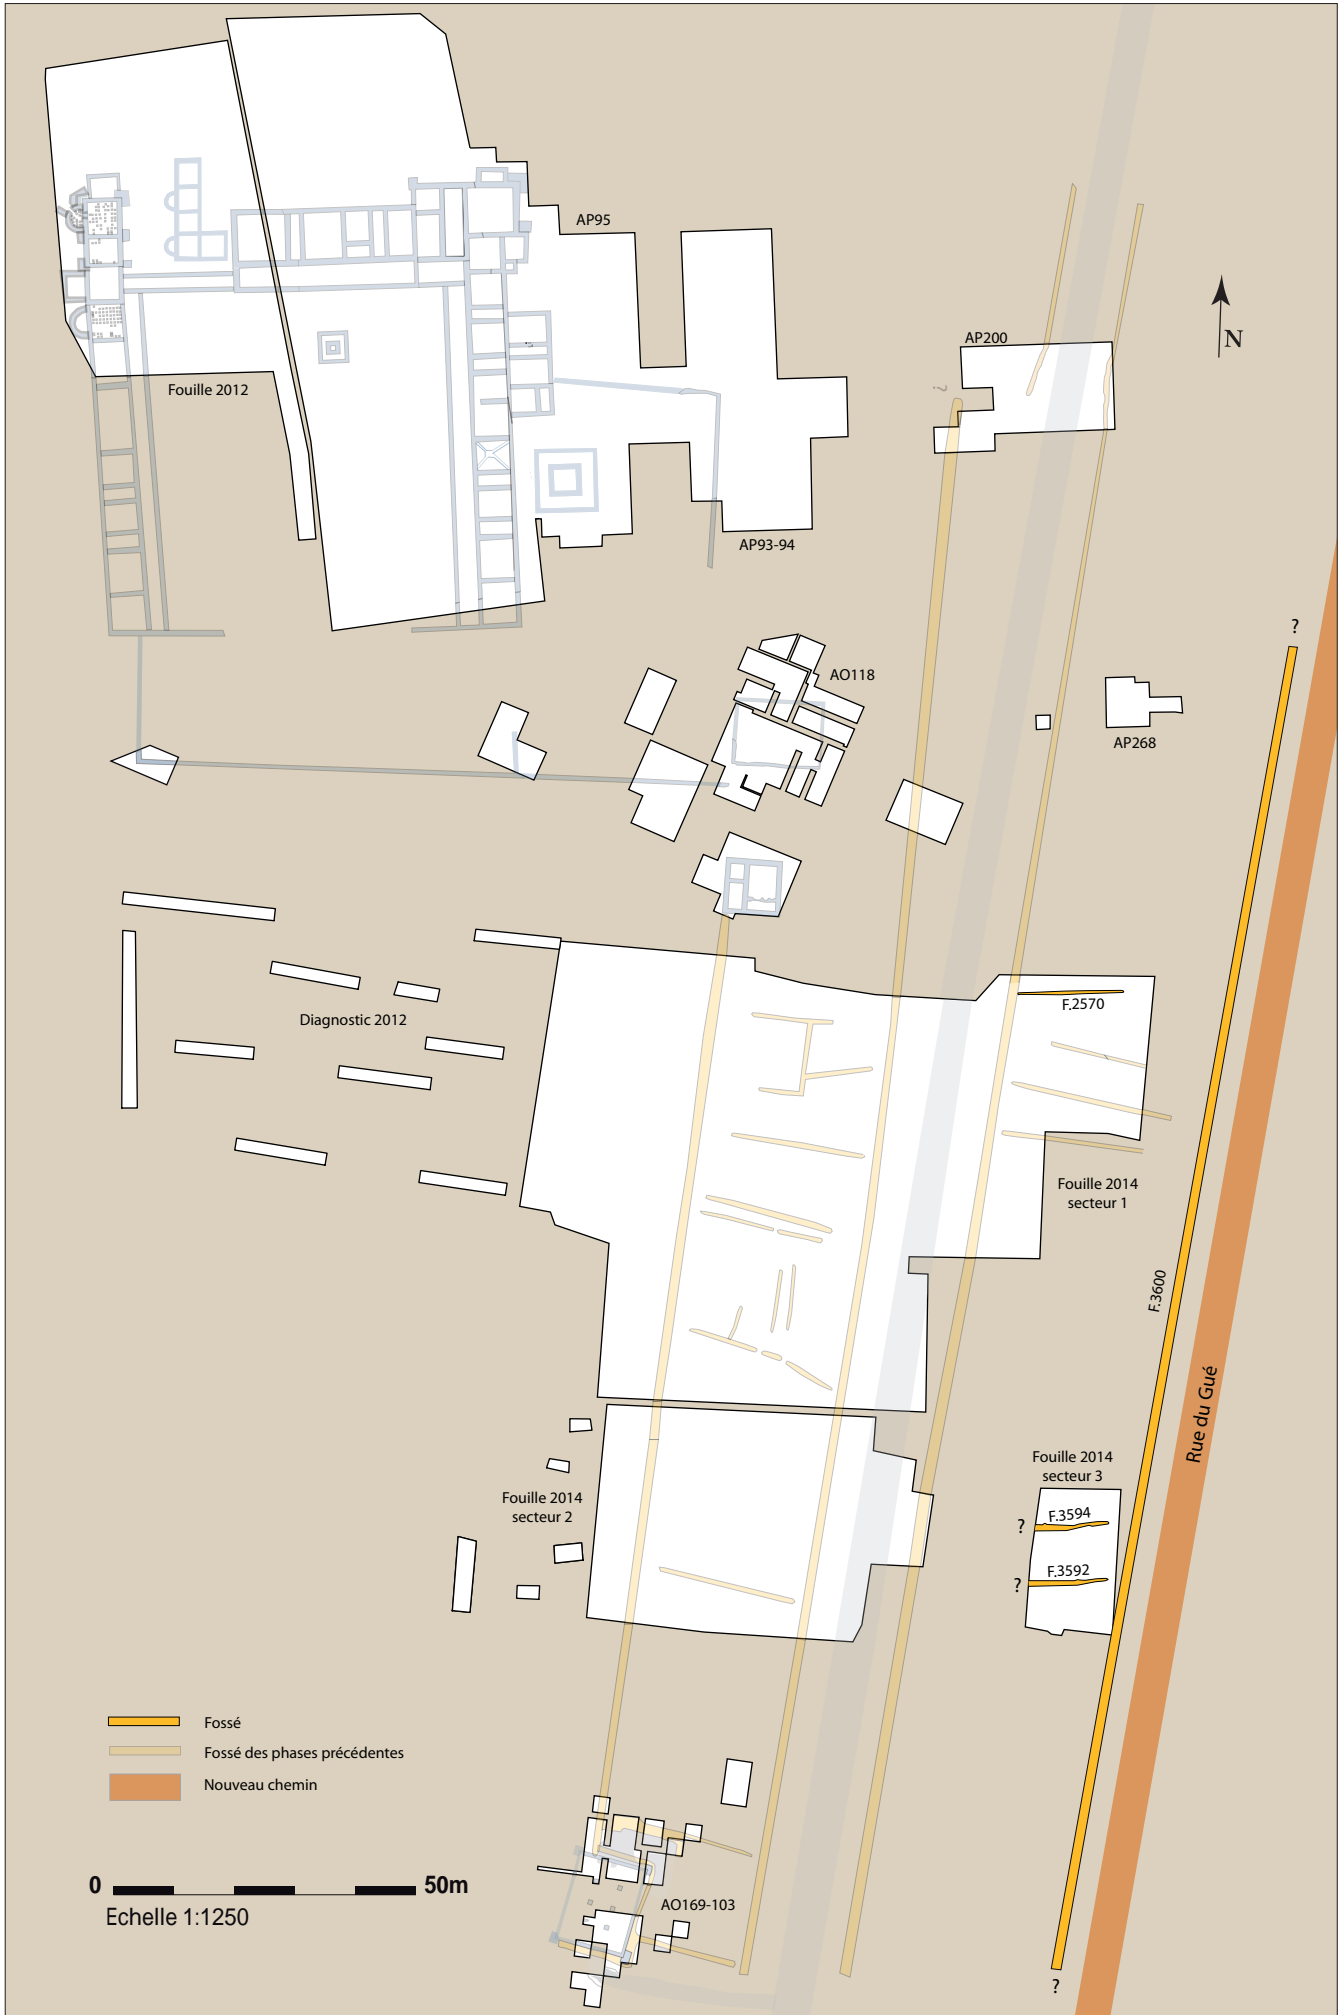 AP95
N
AP200
?
Fouille 2012
AP93-94
?
AO118
AP268
F.2570
Diagnostic 2012
Fouille 2014
secteur 1
F.3600
Rue du Gué
Fouille 2014
secteur 3
Fouille 2014
secteur 2
? F.3594
? F.3592
Fossé
Fossé des phases précédentes
Nouveau chemin
0 50m
Echelle 1:1250
AO169-103
?